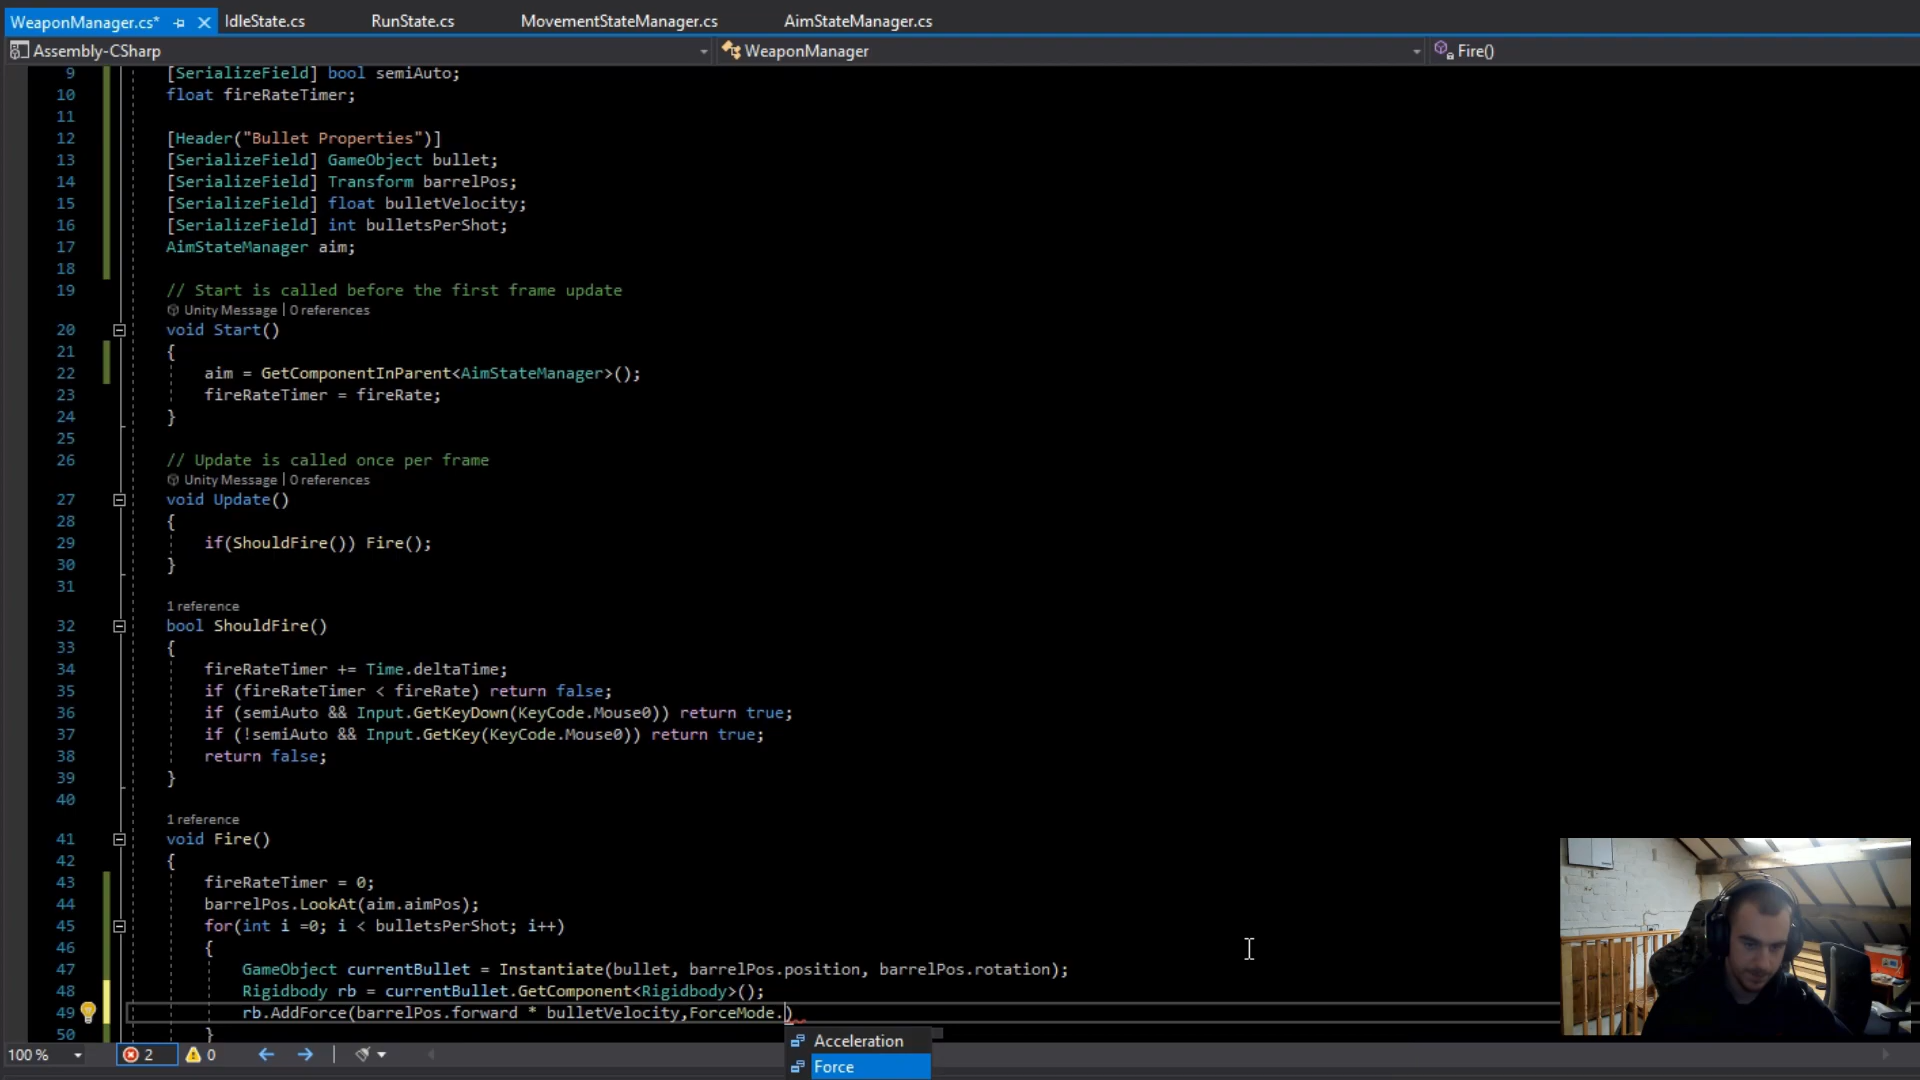 WeaponManager.cs* IdleState.cs RunState.cs MovementStateManager.cs AimStateManager.cs
Assembly-CSharp WeaponManager Fire()
9 [SerializeField] bool semiAuto;
10 float fireRateTimer;
11
12 [Header("Bullet Properties")]
13 [SerializeField] GameObject bullet;
14 [SerializeField] Transform barrelPos;
15 [SerializeField] float bulletVelocity;
16 [SerializeField] int bulletsPerShot;
17 AimStateManager aim;
18
19 // Start is called before the first frame update
Unity Message | 0 references
20 void Start()
21 {
22 aim = GetComponentInParent<AimStateManager>();
23 fireRateTimer = fireRate;
24 }
25
26 // Update is called once per frame
Unity Message | 0 references
27 void Update()
28 {
29 if(ShouldFire()) Fire();
30 }
31
1 reference
32 bool ShouldFire()
33 {
34 fireRateTimer += Time.deltaTime;
35 if (fireRateTimer < fireRate) return false;
36 if (semiAuto && Input.GetKeyDown(KeyCode.Mouse0)) return true;
37 if (!semiAuto && Input.GetKey(KeyCode.Mouse0)) return true;
38 return false;
39 }
40
1 reference
41 void Fire()
42 {
43 fireRateTimer = 0;
44 barrelPos.LookAt(aim.aimPos);
45 for(int i =0; i < bulletsPerShot; i++)
46 {
47 GameObject currentBullet = Instantiate(bullet, barrelPos.position, barrelPos.rotation);
48 Rigidbody rb = currentBullet.GetComponent<Rigidbody>();
49 rb.AddForce(barrelPos.forward * bulletVelocity,ForceMode.)
50 }
Acceleration
Force
100 % 2 0